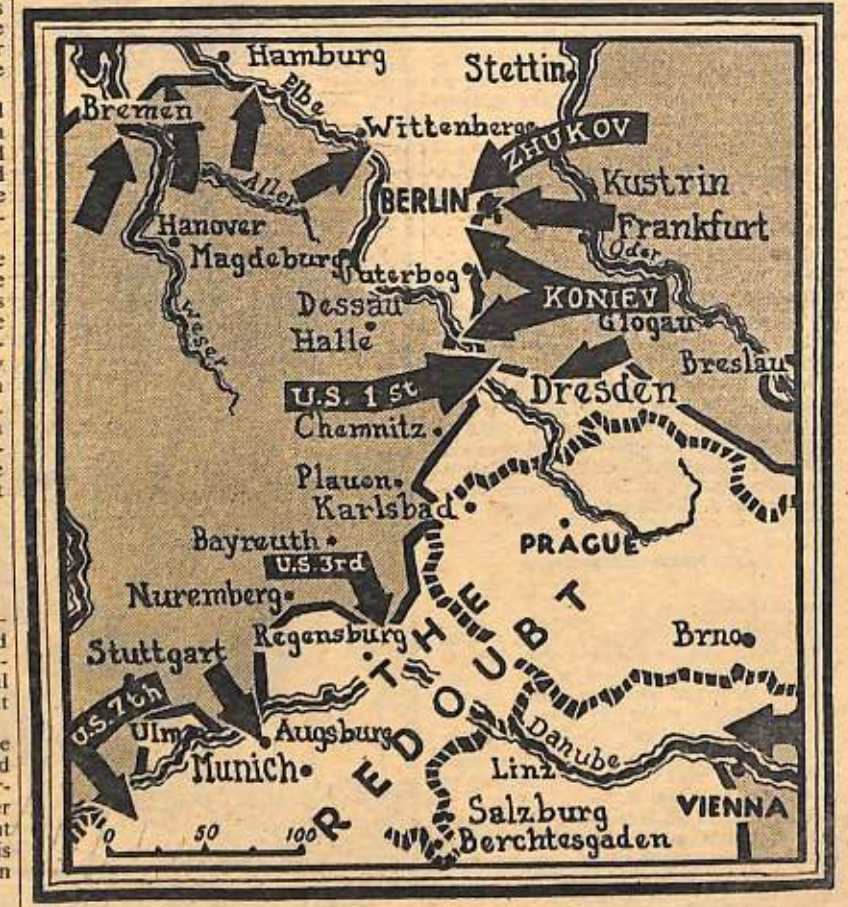 Hamburg
Stettin
Elbe
Bremen
Wittenberge
ZHUKOV
Aller
BERLIN
Kustrin
Hanover
Frankfurt
Magdeburg
Oder
Juterbog
Dessau
KONIEV
Weser
Glogau
Halle
Breslau
U.S. 1st
Dresden
Chemnitz
Plauen
Karlsbad
Bayreuth
PRAGUE
U.S. 3rd
Nuremberg
THE
REDOUBT
Regensburg
Brno
Stuttgart
U.S. 7th
Ulm
Augsburg
Danube
Munich
Linz
Salzburg
VIENNA
Berchtesgaden
0 50 100